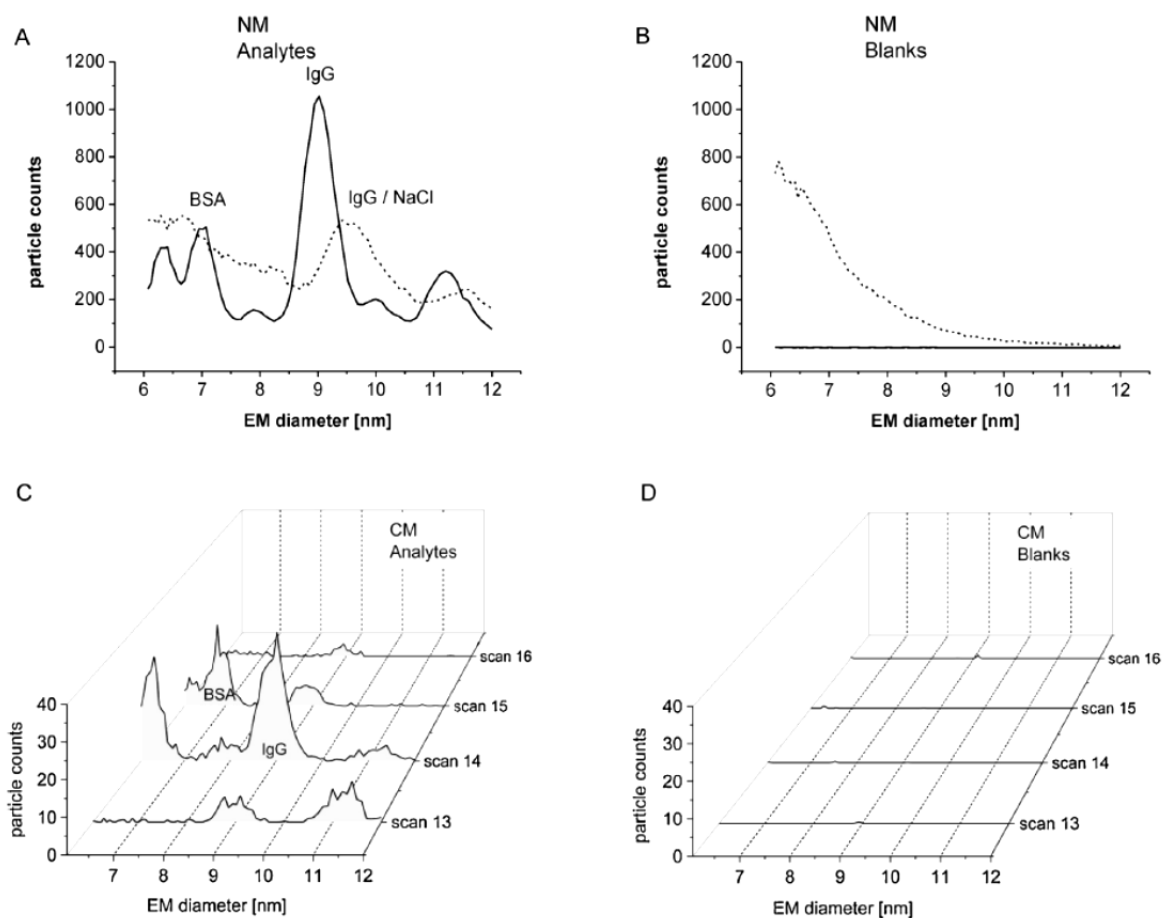 A
NM
Analytes
1200
1000
800
600
400
200
0
particle counts
IgG
BSA
IgG / NaCl
6 7 8 9 10 11 12
EM diameter [nm]
B
NM
Blanks
1200
1000
800
600
400
200
0
particle counts
6 7 8 9 10 11 12
EM diameter [nm]
C
CM
Analytes
40
30
20
10
0
particle counts
BSA
IgG
scan 16
scan 15
scan 14
scan 13
7 8 9 10 11 12
EM diameter [nm]
D
CM
Blanks
40
30
20
10
0
particle counts
scan 16
scan 15
scan 14
scan 13
7 8 9 10 11 12
EM diameter [nm]